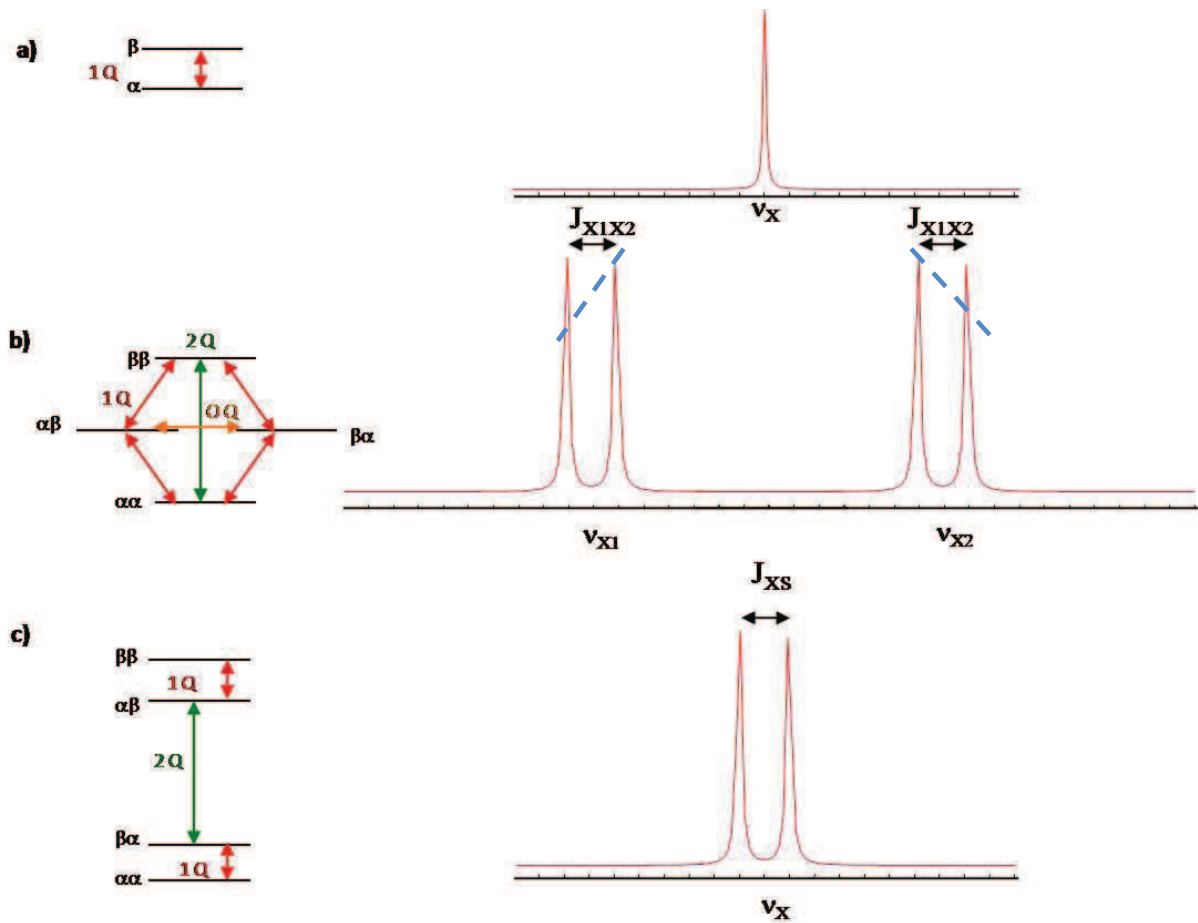 a)
β
1Q
α
νX
JX1X2
JX1X2
b)
2Q
ββ
1Q
0Q
αβ
βα
αα
νX1
νX2
JXS
c)
ββ
1Q
αβ
2Q
βα
1Q
αα
νX